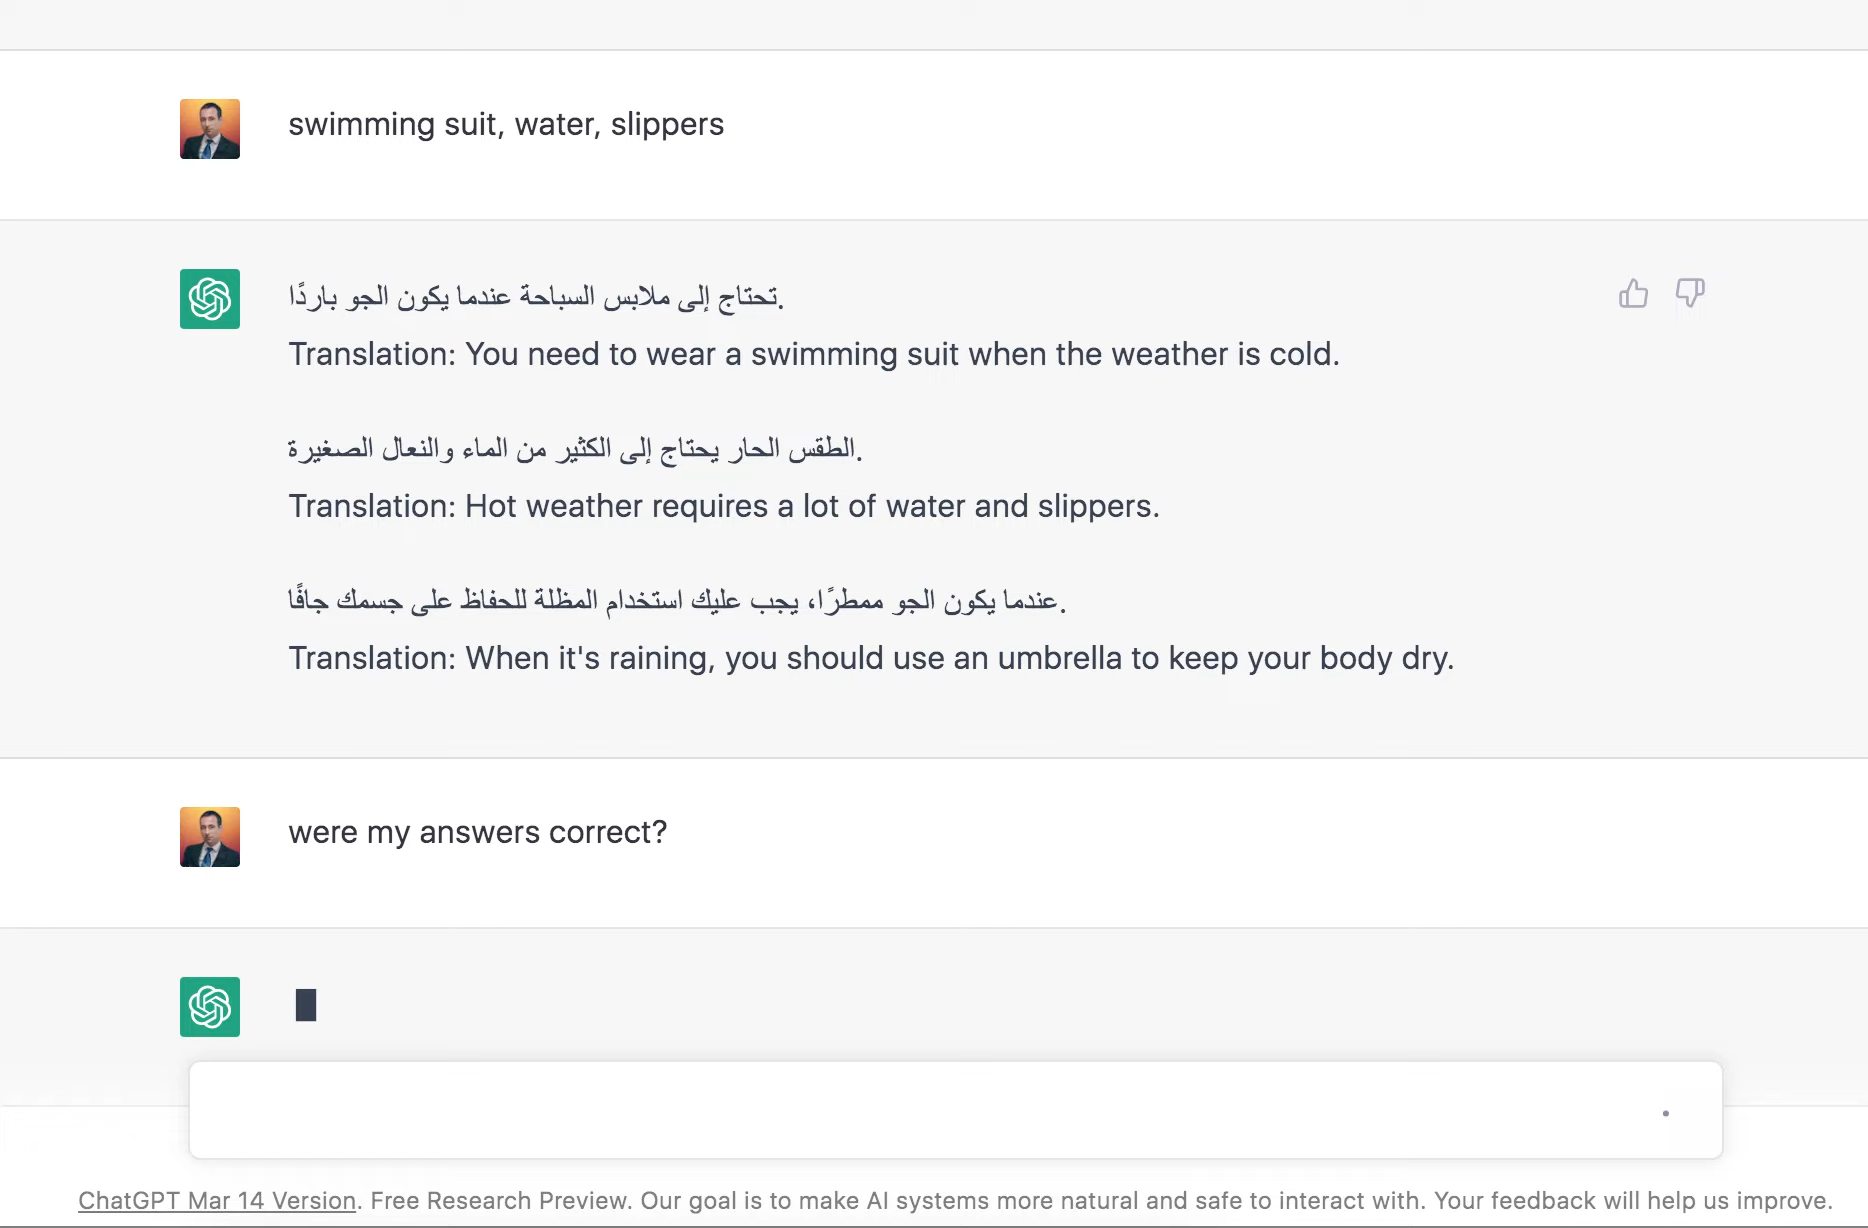 swimming suit, water, slippers
تحتاج إلى ملابس السباحة عندما يكون الجو باردًا.
Translation: You need to wear a swimming suit when the weather is cold.
الطقس الحار يحتاج إلى الكثير من الماء والنعال الصغيرة.
Translation: Hot weather requires a lot of water and slippers.
عندما يكون الجو ممطرًا، يجب عليك استخدام المظلة للحفاظ على جسمك جافًا.
Translation: When it's raining, you should use an umbrella to keep your body dry.
were my answers correct?
ChatGPT Mar 14 Version. Free Research Preview. Our goal is to make AI systems more natural and safe to interact with. Your feedback will help us improve.